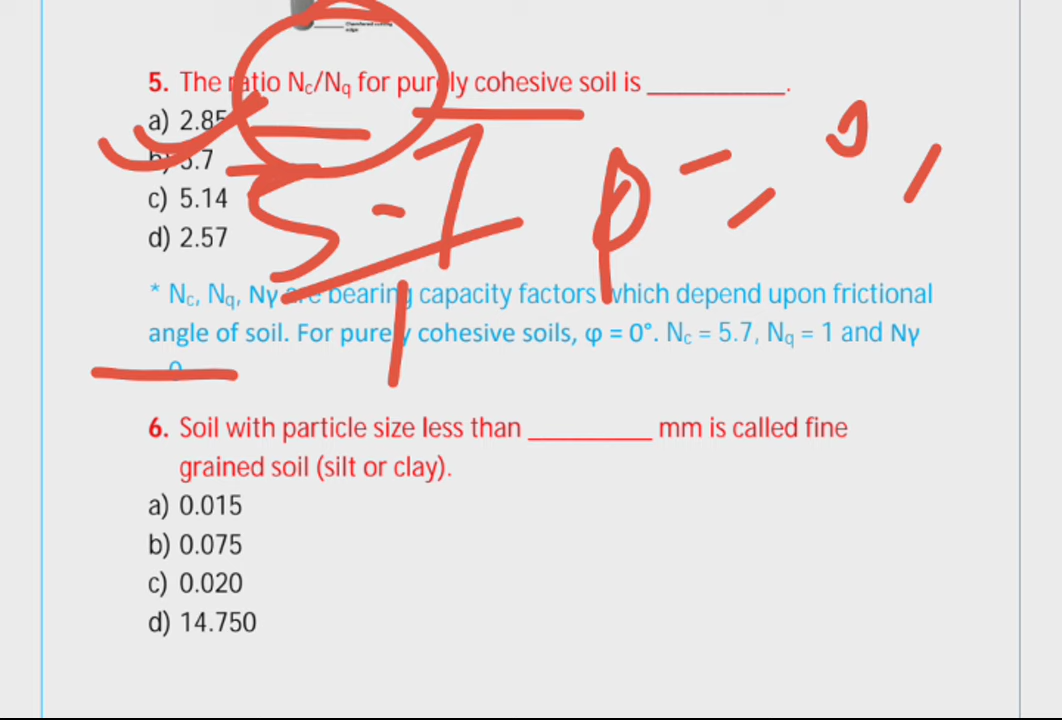 5. The ratio Nc/Nq for purely cohesive soil is __________.
a) 2.85
b) 5.7
c) 5.14
d) 2.57
5.7 φ = 0,
1
* Nc, Nq, Nγ are bearing capacity factors which depend upon frictional
angle of soil. For purely cohesive soils, φ = 0°. Nc = 5.7, Nq = 1 and Nγ
6. Soil with particle size less than __________ mm is called fine
grained soil (silt or clay).
a) 0.015
b) 0.075
c) 0.020
d) 14.750